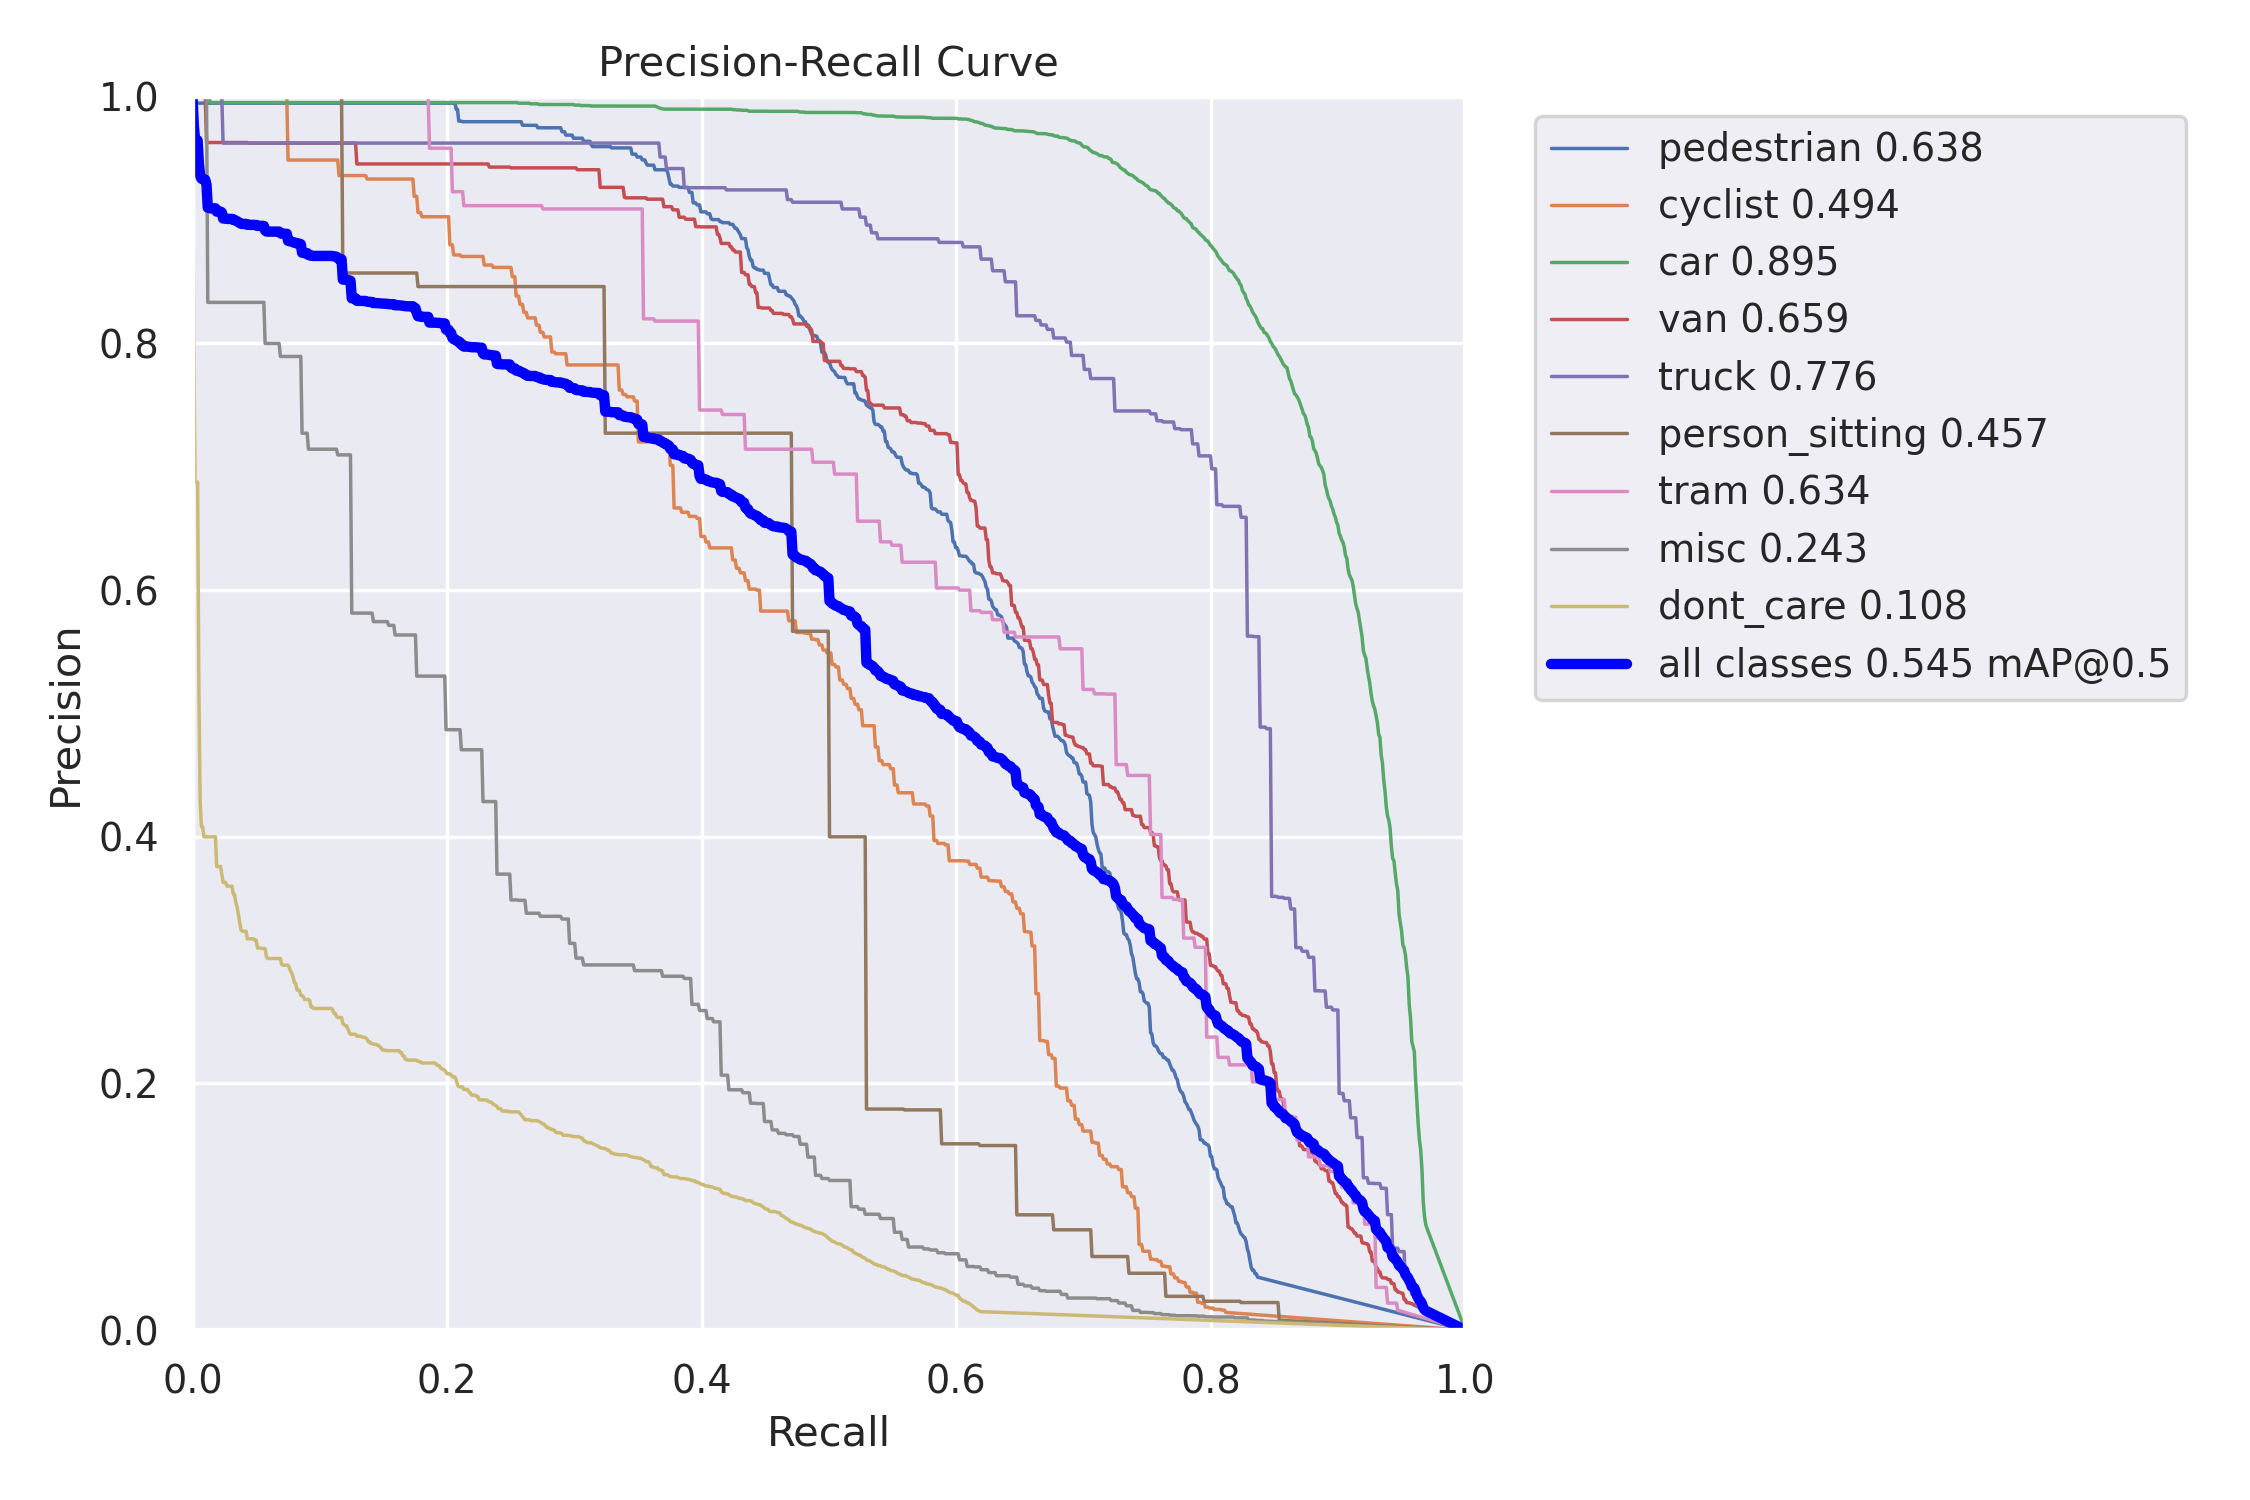 Precision-Recall Curve
1.0
0.8
0.6
0.4
0.2
0.0
Precision
0.0 0.2 0.4 0.6 0.8 1.0
Recall
pedestrian 0.638
cyclist 0.494
car 0.895
van 0.659
truck 0.776
person_sitting 0.457
tram 0.634
misc 0.243
dont_care 0.108
all classes 0.545 mAP@0.5